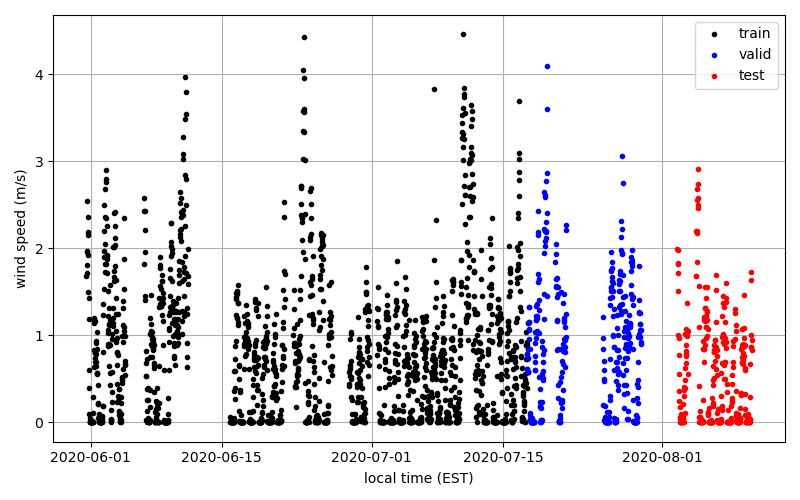 train
valid
test
4
3
2
1
0
wind speed (m/s)
2020-06-01 2020-06-15 2020-07-01 2020-07-15 2020-08-01
local time (EST)